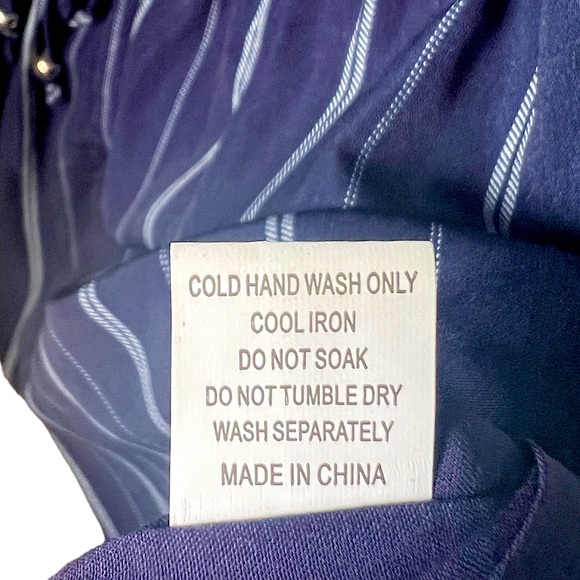 COLD HAND WASH ONLY
COOL IRON
DO NOT SOAK
DO NOT TUMBLE DRY
WASH SEPARATELY
MADE IN CHINA